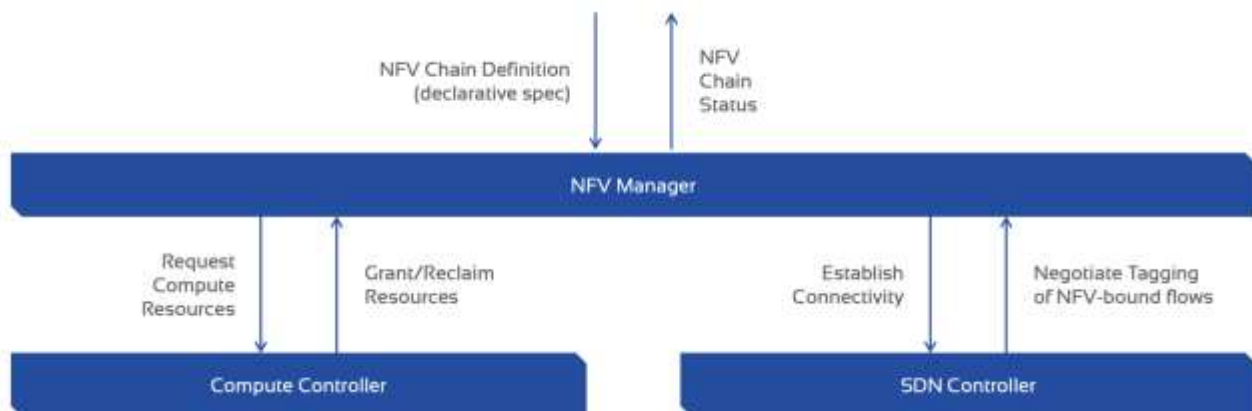 NFV Chain Definition
(declarative spec)
NFV
Chain
Status
NFV Manager
Request
Compute
Resources
Grant/Reclaim
Resources
Establish
Connectivity
Negotiate Tagging
of NFV-bound flows
Compute Controller
SDN Controller